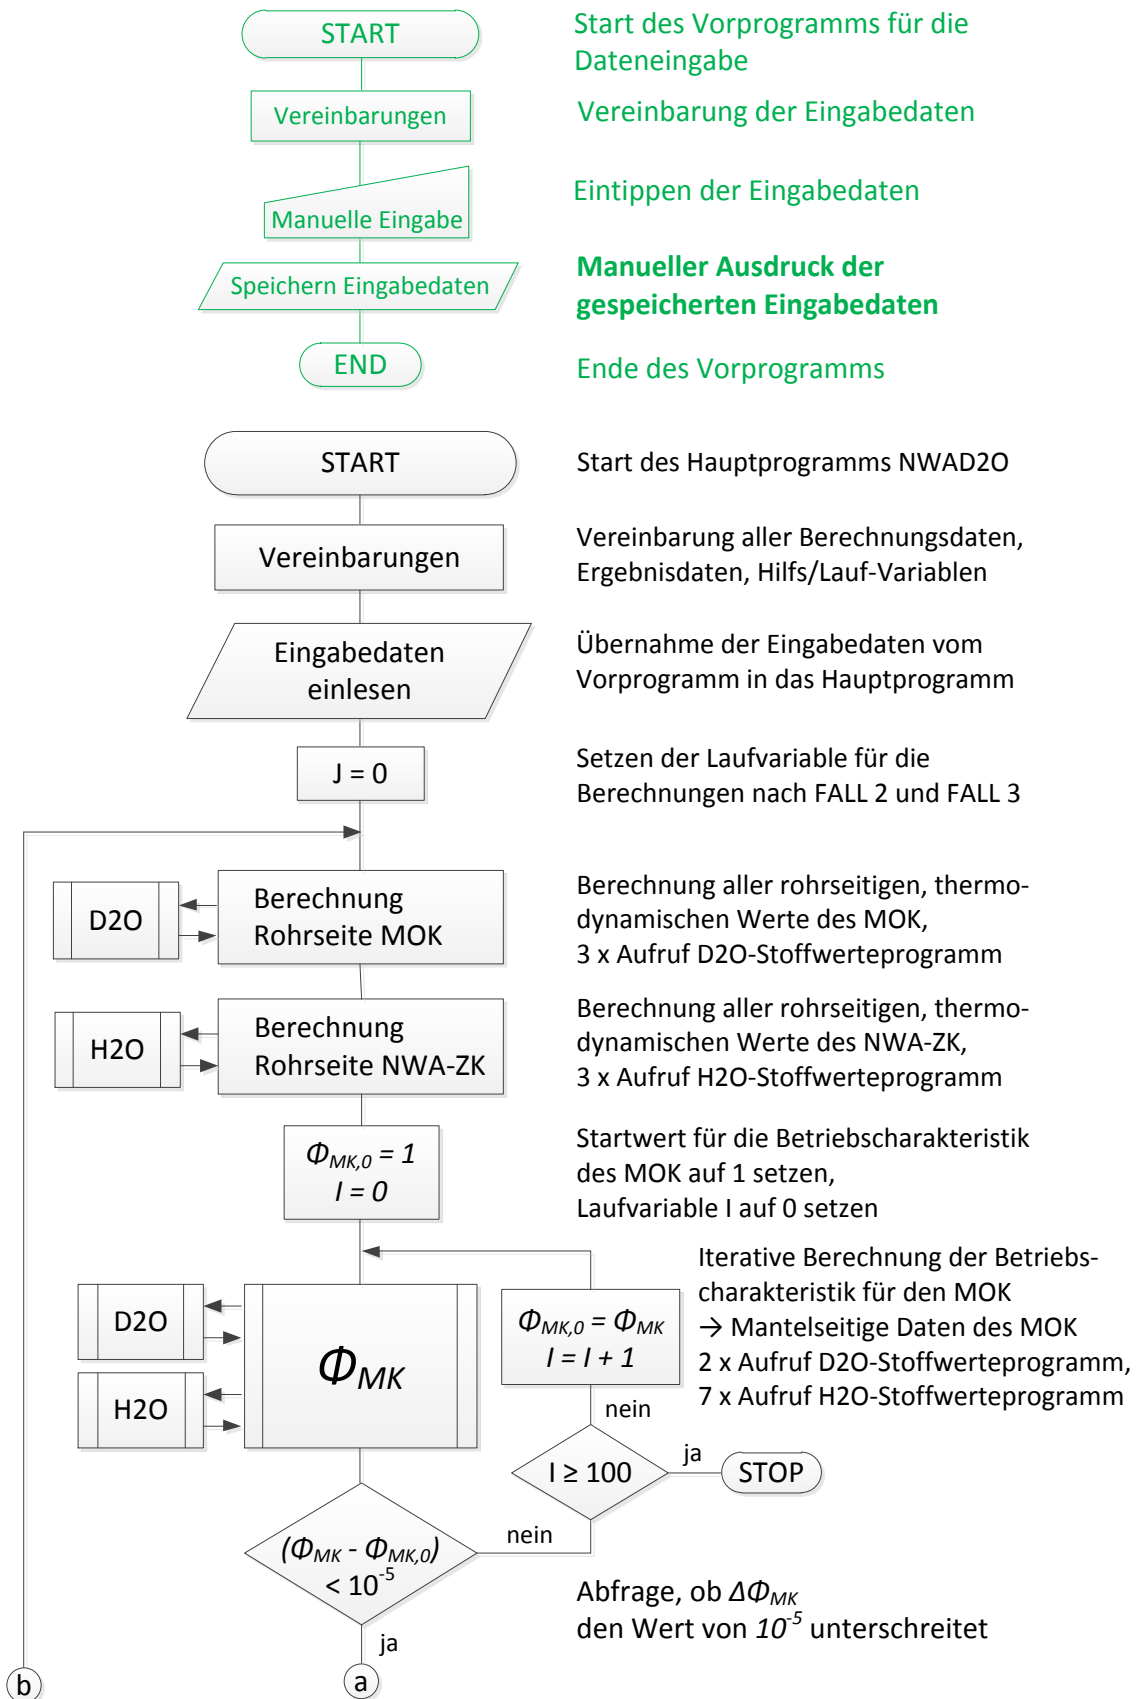 START
Start des Vorprogramms für die
Dateneingabe
Vereinbarungen
Vereinbarung der Eingabedaten
Manuelle Eingabe
Eintippen der Eingabedaten
Speichern Eingabedaten
Manueller Ausdruck der
gespeicherten Eingabedaten
END
Ende des Vorprogramms
START
Start des Hauptprogramms NWAD2O
Vereinbarungen
Vereinbarung aller Berechnungsdaten,
Ergebnisdaten, Hilfs/Lauf-Variablen
Eingabedaten
einlesen
Übernahme der Eingabedaten vom
Vorprogramm in das Hauptprogramm
J = 0
Setzen der Laufvariable für die
Berechnungen nach FALL 2 und FALL 3
D2O
Berechnung
Rohrseite MOK
Berechnung aller rohrseitigen, thermo-
dynamischen Werte des MOK,
3 x Aufruf D2O-Stoffwerteprogramm
H2O
Berechnung
Rohrseite NWA-ZK
Berechnung aller rohrseitigen, thermo-
dynamischen Werte des NWA-ZK,
3 x Aufruf H2O-Stoffwerteprogramm
Φ_MK,0 = 1
I = 0
Startwert für die Betriebscharakteristik
des MOK auf 1 setzen,
Laufvariable I auf 0 setzen
D2O
H2O
Φ_MK
Φ_MK,0 = Φ_MK
I = I + 1
Iterative Berechnung der Betriebs-
charakteristik für den MOK
→ Mantelseitige Daten des MOK
2 x Aufruf D2O-Stoffwerteprogramm,
7 x Aufruf H2O-Stoffwerteprogramm
nein
I ≥ 100
ja
STOP
nein
(Φ_MK - Φ_MK,0)
< 10^-5
Abfrage, ob ΔΦ_MK
den Wert von 10^-5 unterschreitet
ja
b
a